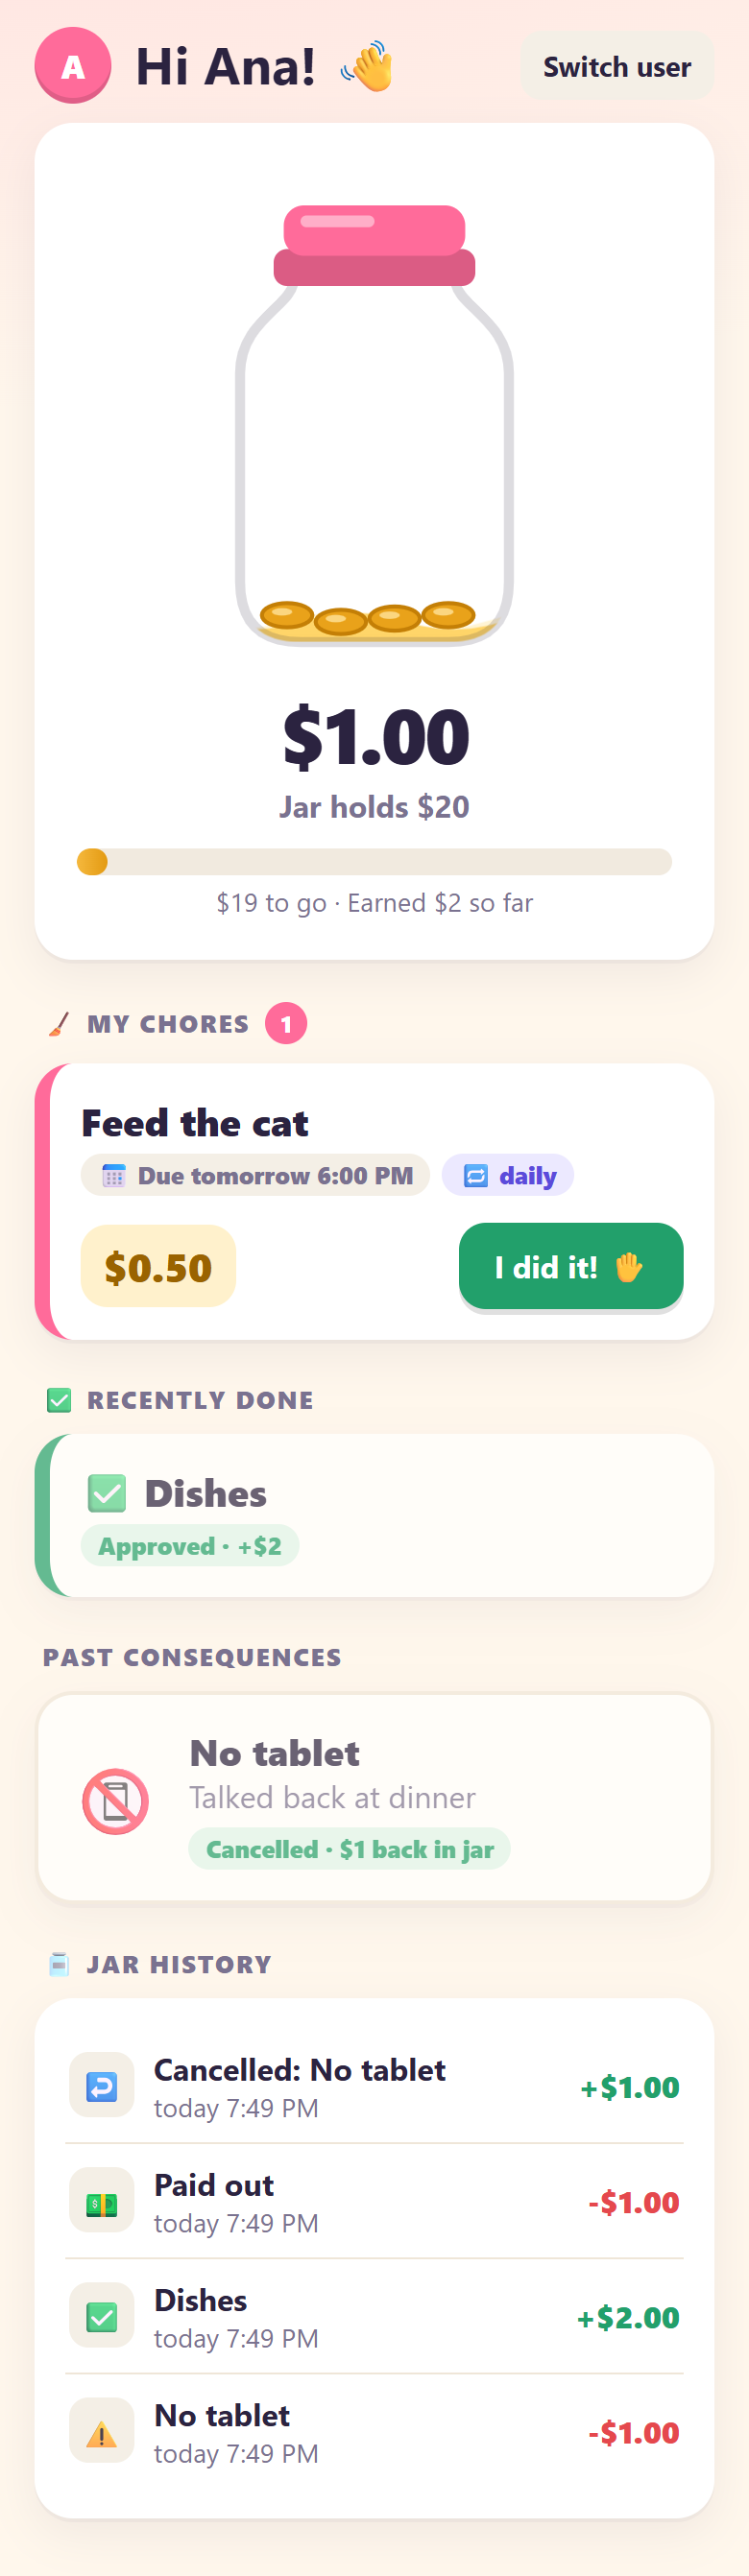 A
Hi Ana! 👋
Switch user
$1.00
Jar holds $20
$19 to go · Earned $2 so far
MY CHORES 1
Feed the cat
Due tomorrow 6:00 PM
daily
$0.50
I did it! 🖐
RECENTLY DONE
Dishes
Approved · +$2
PAST CONSEQUENCES
No tablet
Talked back at dinner
Cancelled · $1 back in jar
JAR HISTORY
Cancelled: No tablet
+$1.00
today 7:49 PM
Paid out
-$1.00
today 7:49 PM
Dishes
+$2.00
today 7:49 PM
No tablet
-$1.00
today 7:49 PM